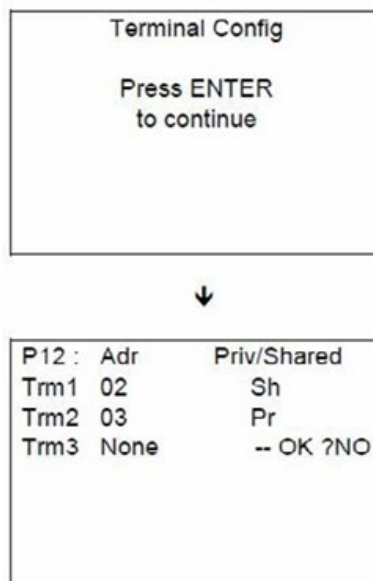 Terminal Config
Press ENTER
to continue
P12 : Adr Priv/Shared
Trm1 02 Sh
Trm2 03 Pr
Trm3 None -- OK ?NO